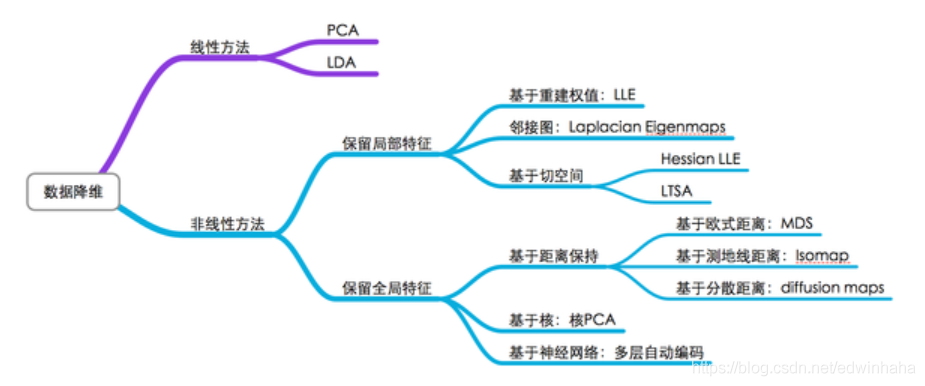 数据降维
线性方法
PCA
LDA
非线性方法
保留局部特征
基于重建权值：LLE
邻接图：Laplacian Eigenmaps
基于切空间
Hessian LLE
LTSA
保留全局特征
基于距离保持
基于欧式距离：MDS
基于测地线距离：Isomap
基于分散距离：diffusion maps
基于核：核PCA
基于神经网络：多层自动编码
https://blog.csdn.net/edwinhaha